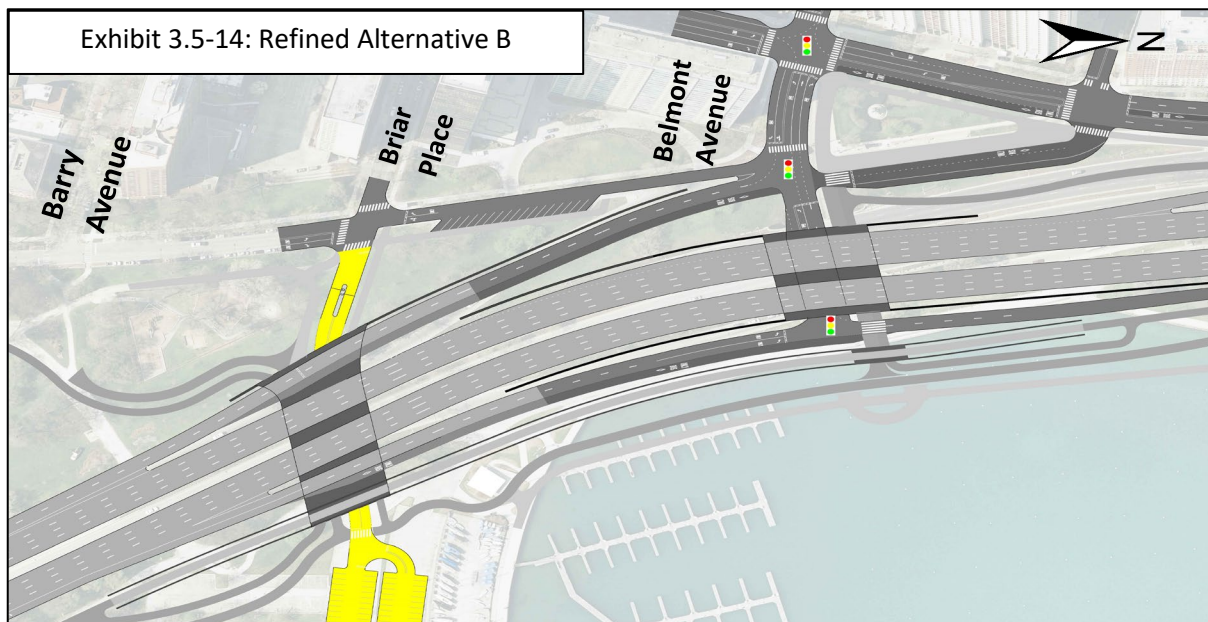 Exhibit 3.5-14: Refined Alternative B
N
Barry
Avenue
Briar
Place
Belmont
Avenue